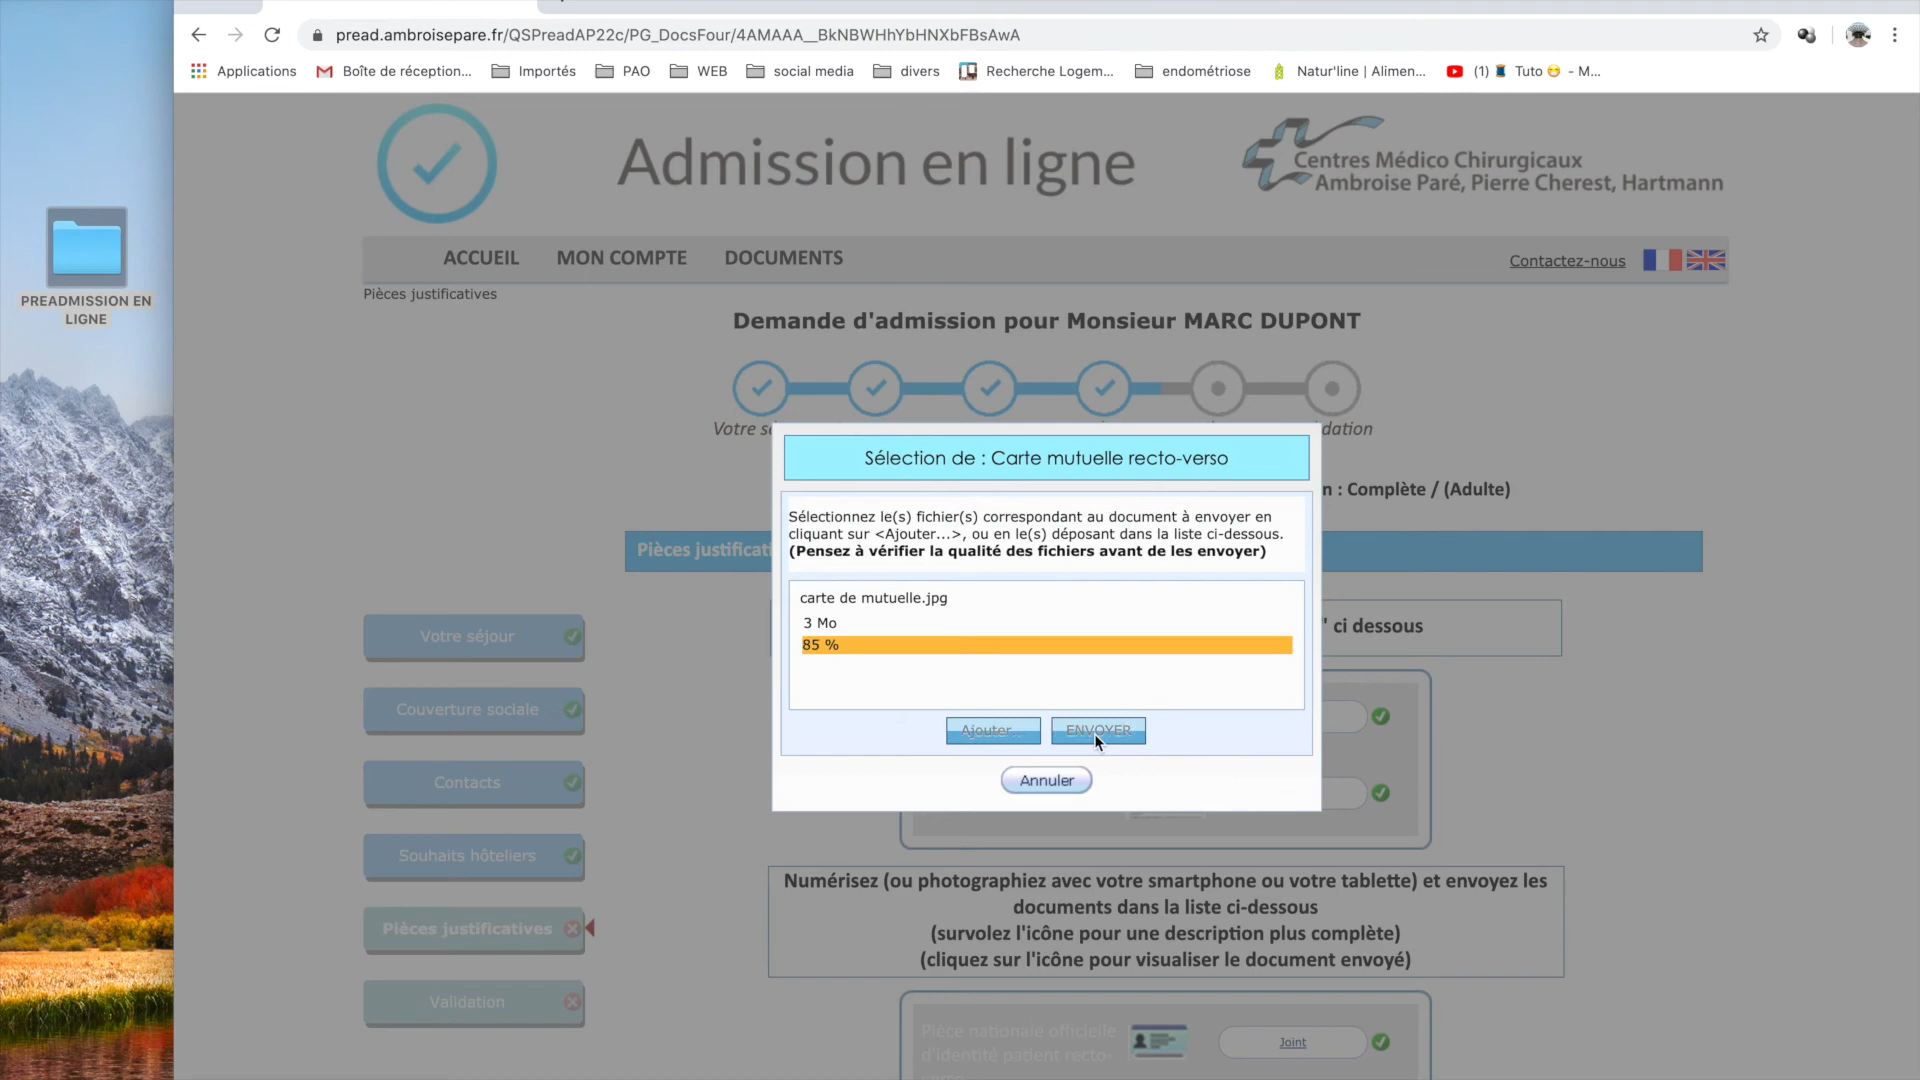 pread.ambroisepare.fr/QSPreadAP22c/PG_DocsFour/4AMAAA__BkNBWHhYbHNXbFBsAwA
Applications Boîte de réception... Importés PAO WEB social media divers Recherche Logem... endométriose Natur'line | Alimen... (1) Tuto - M...
Admission en ligne
Centres Médico Chirurgicaux
Ambroise Paré, Pierre Cherest, Hartmann
ACCUEIL MON COMPTE DOCUMENTS Contactez-nous
Pièces justificatives
PREADMISSION EN
LIGNE
Demande d'admission pour Monsieur MARC DUPONT
Sélection de : Carte mutuelle recto-verso
n : Complète / (Adulte)
Sélectionnez le(s) fichier(s) correspondant au document à envoyer en
cliquant sur <Ajouter...>, ou en le(s) déposant dans la liste ci-dessous.
(Pensez à vérifier la qualité des fichiers avant de les envoyer)
carte de mutuelle.jpg
3 Mo
85 %
' ci dessous
Ajouter... ENVOYER
Annuler
Votre séjour
Couverture sociale
Contacts
Souhaits hôteliers
Pièces justificatives
Validation
Numérisez (ou photographiez avec votre smartphone ou votre tablette) et envoyez les
documents dans la liste ci-dessous
(survolez l'icône pour une description plus complète)
(cliquez sur l'icône pour visualiser le document envoyé)
Pièce nationale officielle
d'identité patient recto-
Joint